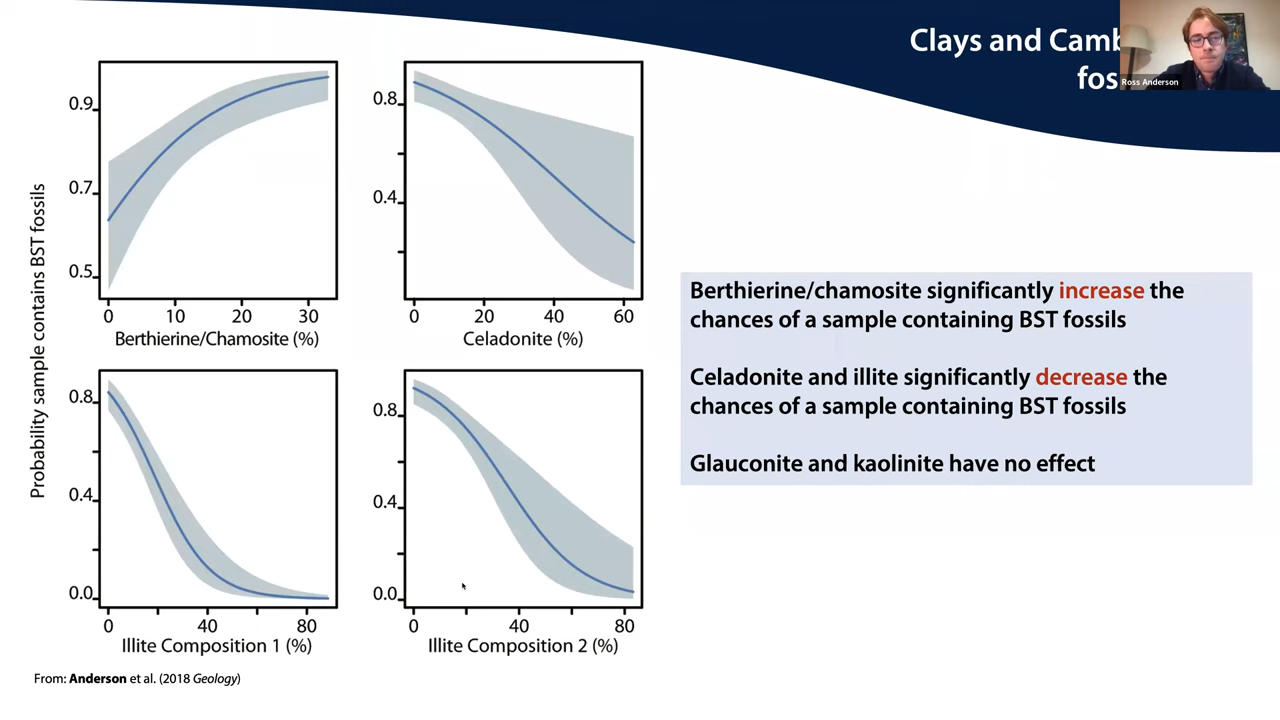 Clays and Camb
fos
Ross Anderson
Probability sample contains BST fossils
0.9
0.7
0.5
0 10 20 30
Berthierine/Chamosite (%)
0.8
0.4
0 20 40 60
Celadonite (%)
0.8
0.4
0.0
0 40 80
Illite Composition 1 (%)
0.8
0.4
0.0
0 40 80
Illite Composition 2 (%)
Berthierine/chamosite significantly increase the
chances of a sample containing BST fossils
Celadonite and illite significantly decrease the
chances of a sample containing BST fossils
Glauconite and kaolinite have no effect
From: Anderson et al. (2018 Geology)